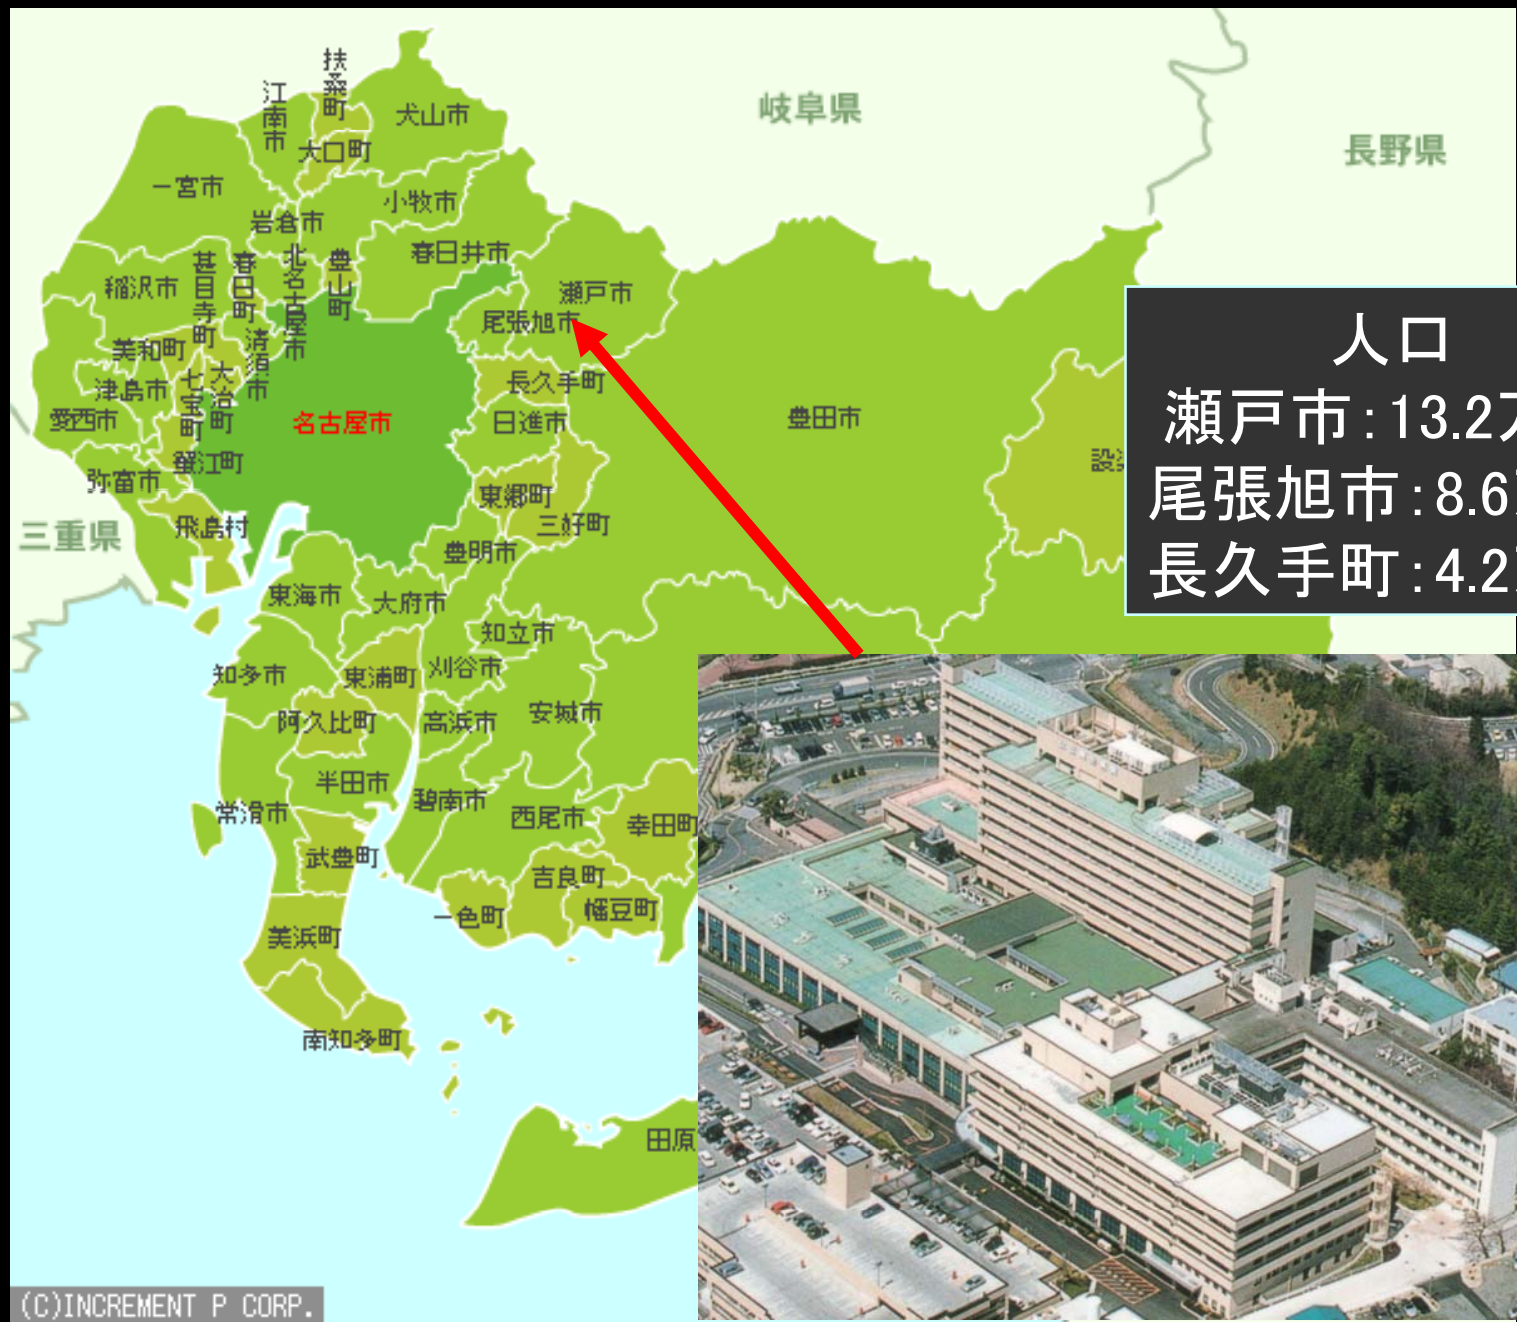 岐阜県
長野県
三重県
扶桑町
江南市
犬山市
大口町
一宮市
小牧市
岩倉市
春日井市
稲沢市
甚目寺町
春日町
北名古屋市
豊山町
瀬戸市
尾張旭市
清須市
美和町
津島市
七宝町
大治町
愛西市
名古屋市
長久手町
日進市
豊田市
蟹江町
弥富市
東郷町
三好町
飛島村
豊明市
東海市
大府市
知立市
知多市
東浦町
刈谷市
阿久比町
高浜市
安城市
半田市
碧南市
常滑市
西尾市
幸田町
武豊町
吉良町
一色町
幡豆町
美浜町
南知多町
田原
設
人口
瀬戸市:13.2万
尾張旭市:8.6
長久手町:4.2
(C)INCREMENT P CORP.